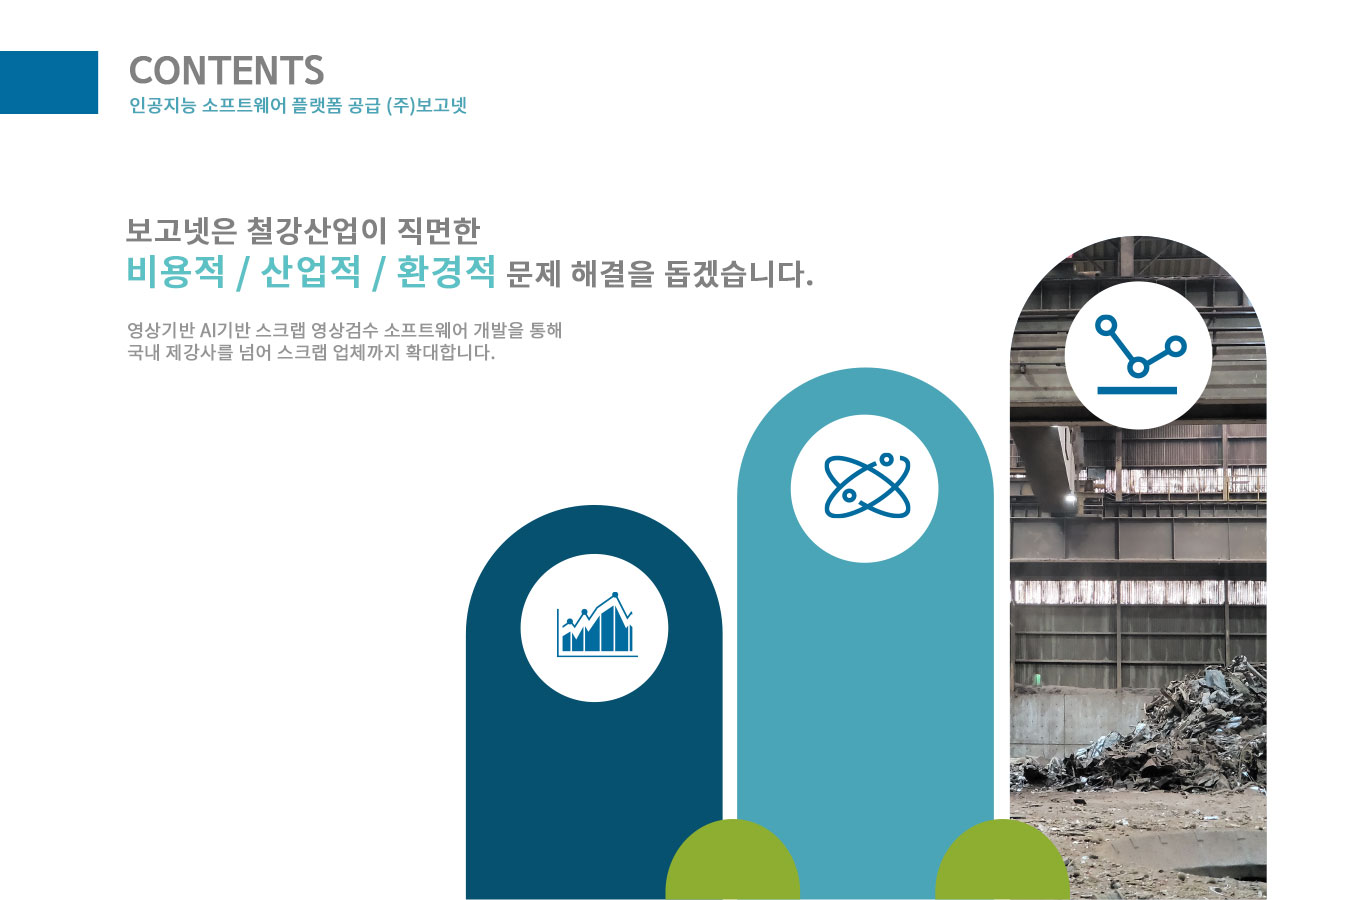 CONTENTS
인공지능 소프트웨어 플랫폼 공급 (주)보고넷
보고넷은 철강산업이 직면한
비용적 / 산업적 / 환경적 문제 해결을 돕겠습니다.
영상기반 AI기반 스크랩 영상검수 소프트웨어 개발을 통해
국내 제강사를 넘어 스크랩 업체까지 확대합니다.